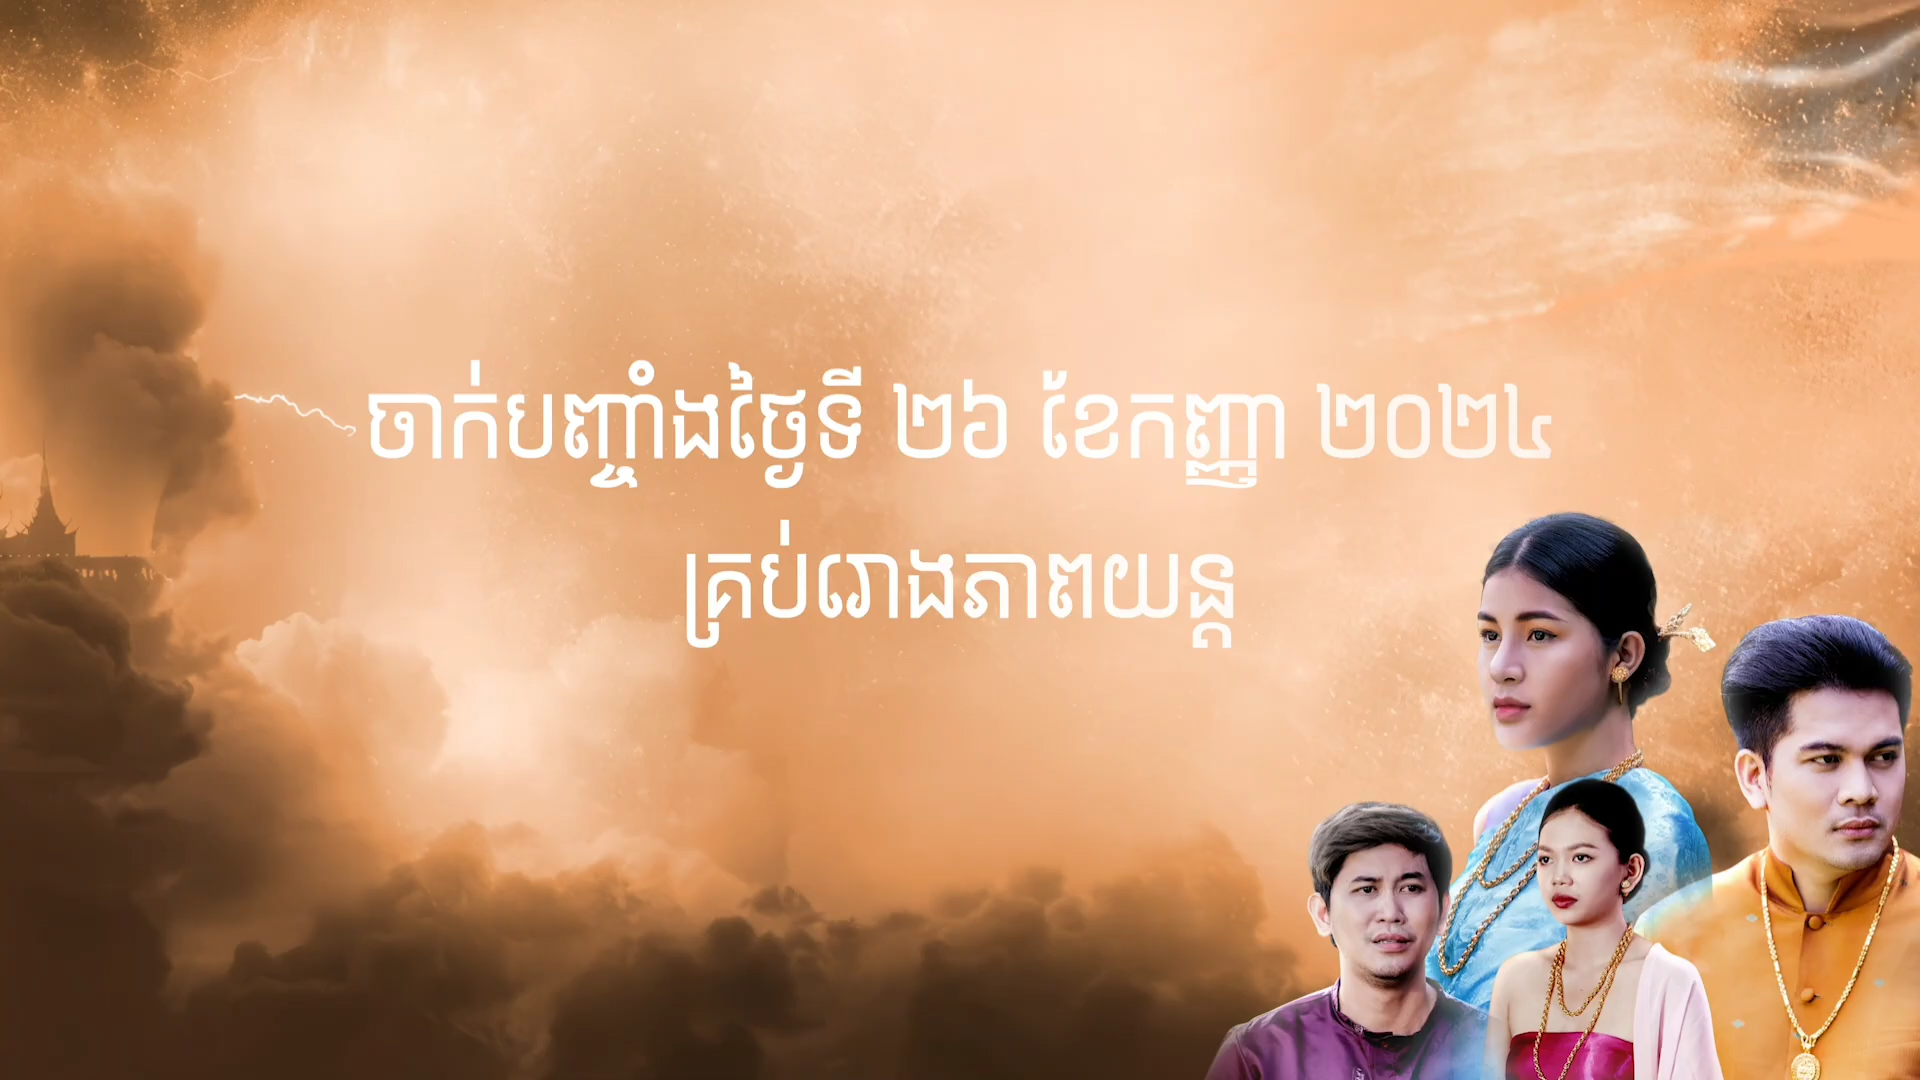 ចាក់បញ្ចាំងថ្ងៃទី ២៦ ខែកញ្ញា ២០២៤
គ្រប់រោងភាពយន្ត